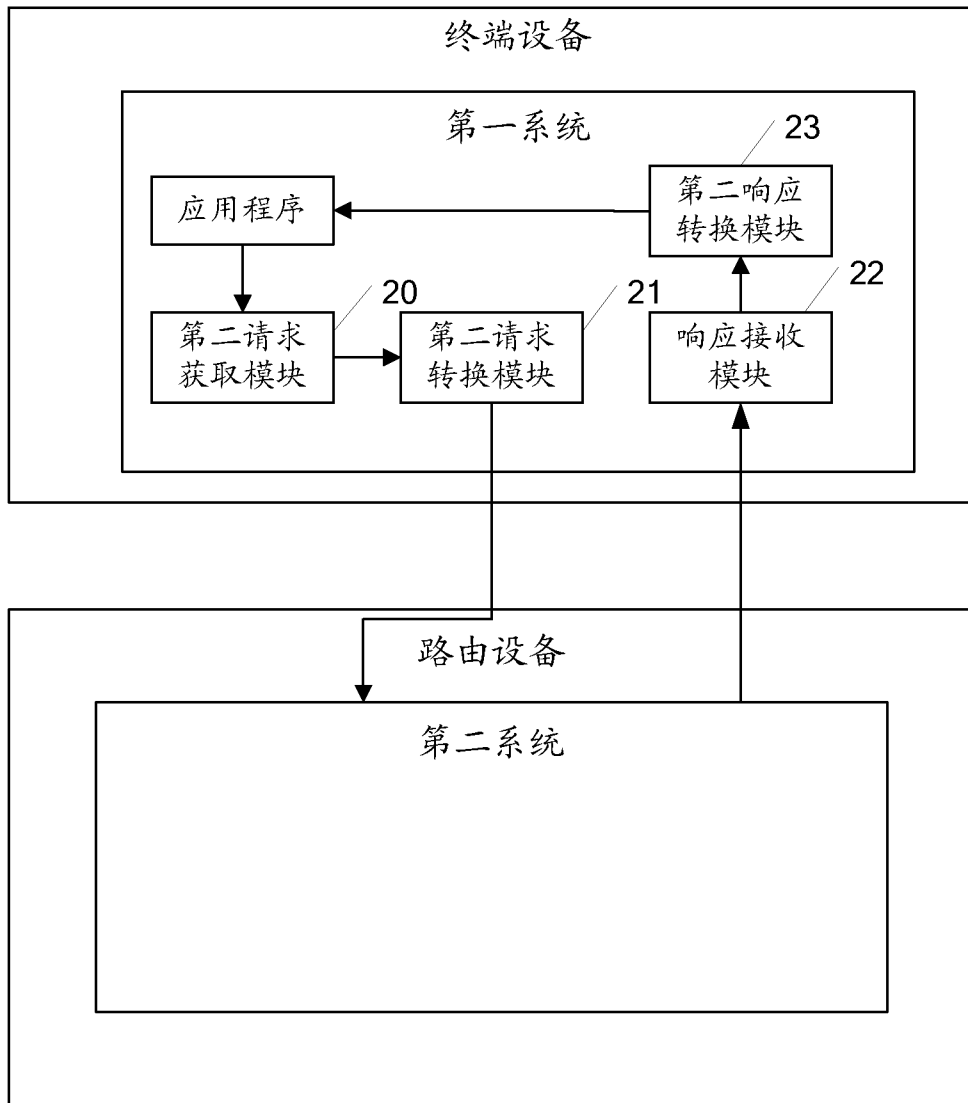 终端设备
第一系统
23
第二响应
转换模块
应用程序
20
21
22
第二请求
获取模块
第二请求
转换模块
响应接收
模块
路由设备
第二系统